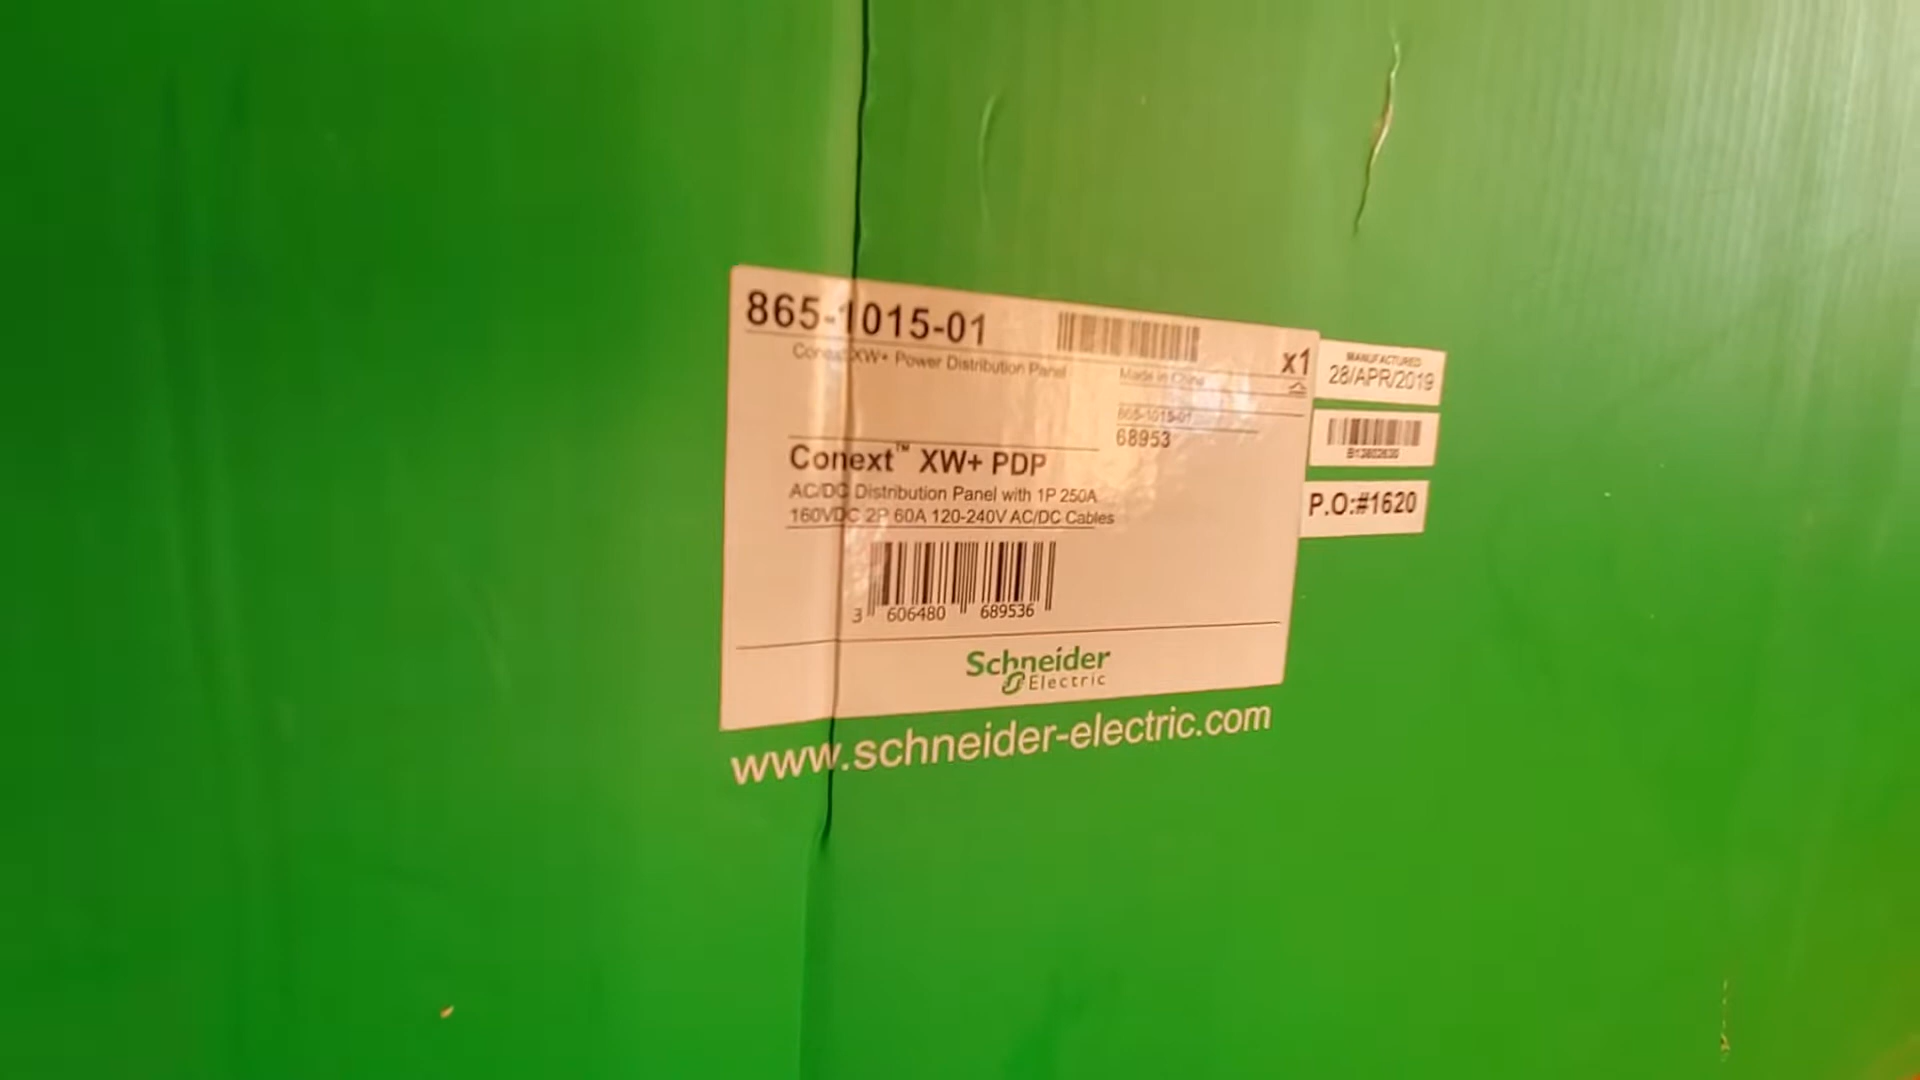 865-1015-01
Conext XW+ Power Distribution Panel
Made in China
x1
865-1015-01
68953
Conext™ XW+ PDP
AC/DC Distribution Panel with 1P 250A
160VDC 2P 60A 120-240V AC/DC Cables
3 606480 689536
Schneider
Electric
www.schneider-electric.com
MANUFACTURED
28/APR/2019
P.O:#1620